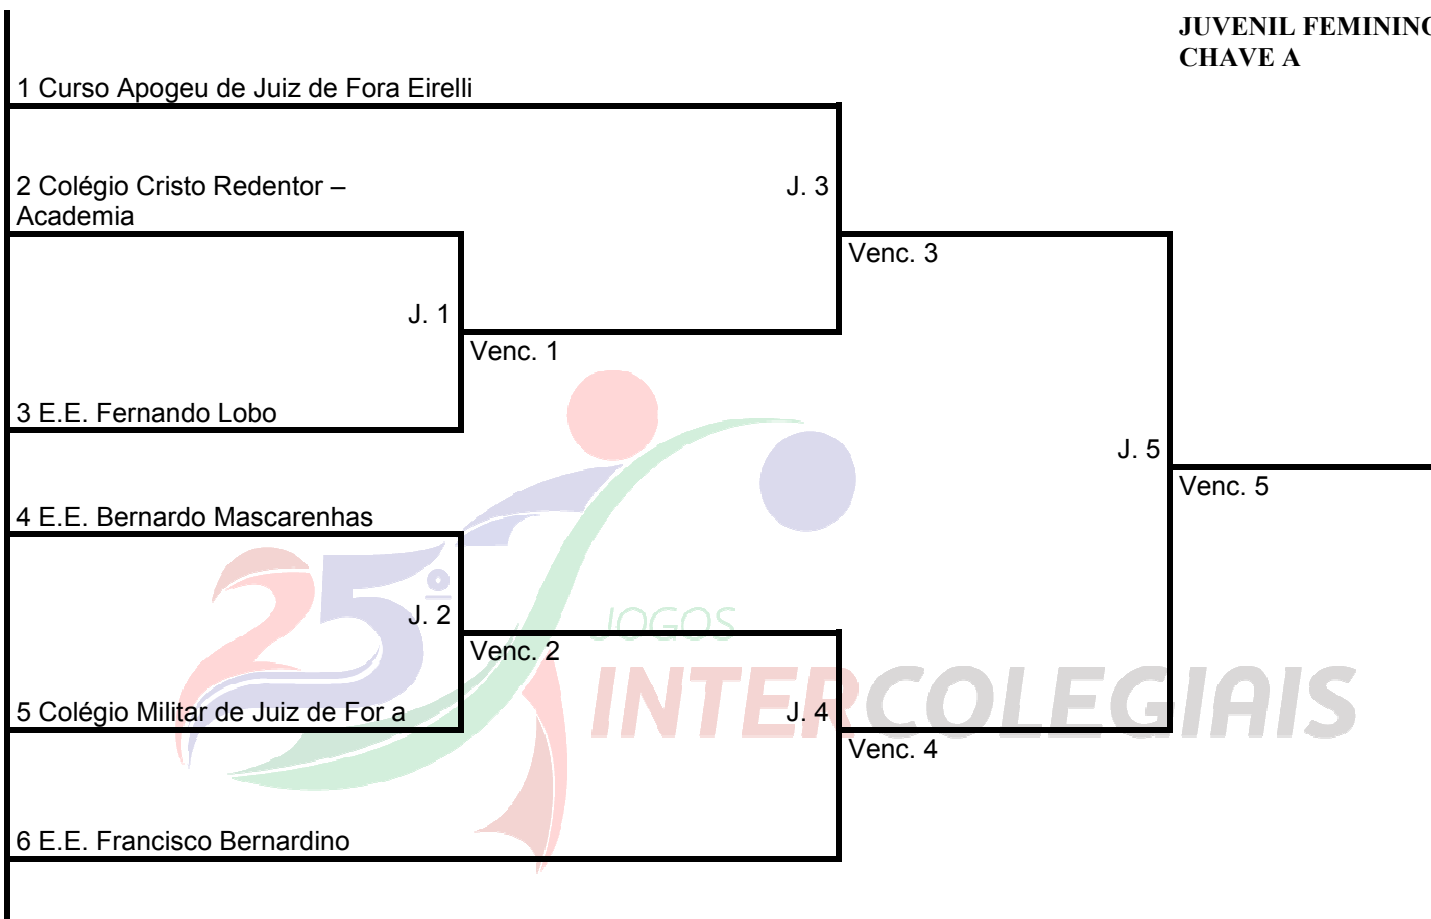 JUVENIL FEMININO
CHAVE A
1 Curso Apogeu de Juiz de Fora Eirelli
2 Colégio Cristo Redentor –
Academia
J. 3
Venc. 3
J. 1
Venc. 1
3 E.E. Fernando Lobo
J. 5
Venc. 5
4 E.E. Bernardo Mascarenhas
25º
J. 2
JOGOS
Venc. 2
INTERCOLEGIAIS
5 Colégio Militar de Juiz de For a
J. 4
Venc. 4
6 E.E. Francisco Bernardino